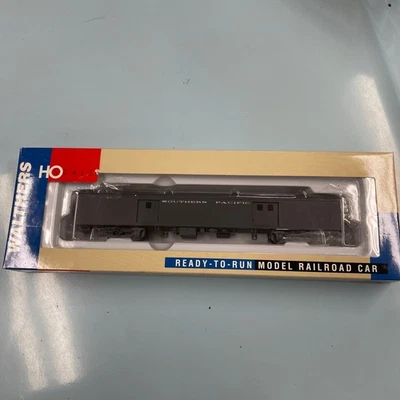 WALTHERS
HO
SOUTHERN PACIFIC
READY-TO-RUN MODEL RAILROAD CAR